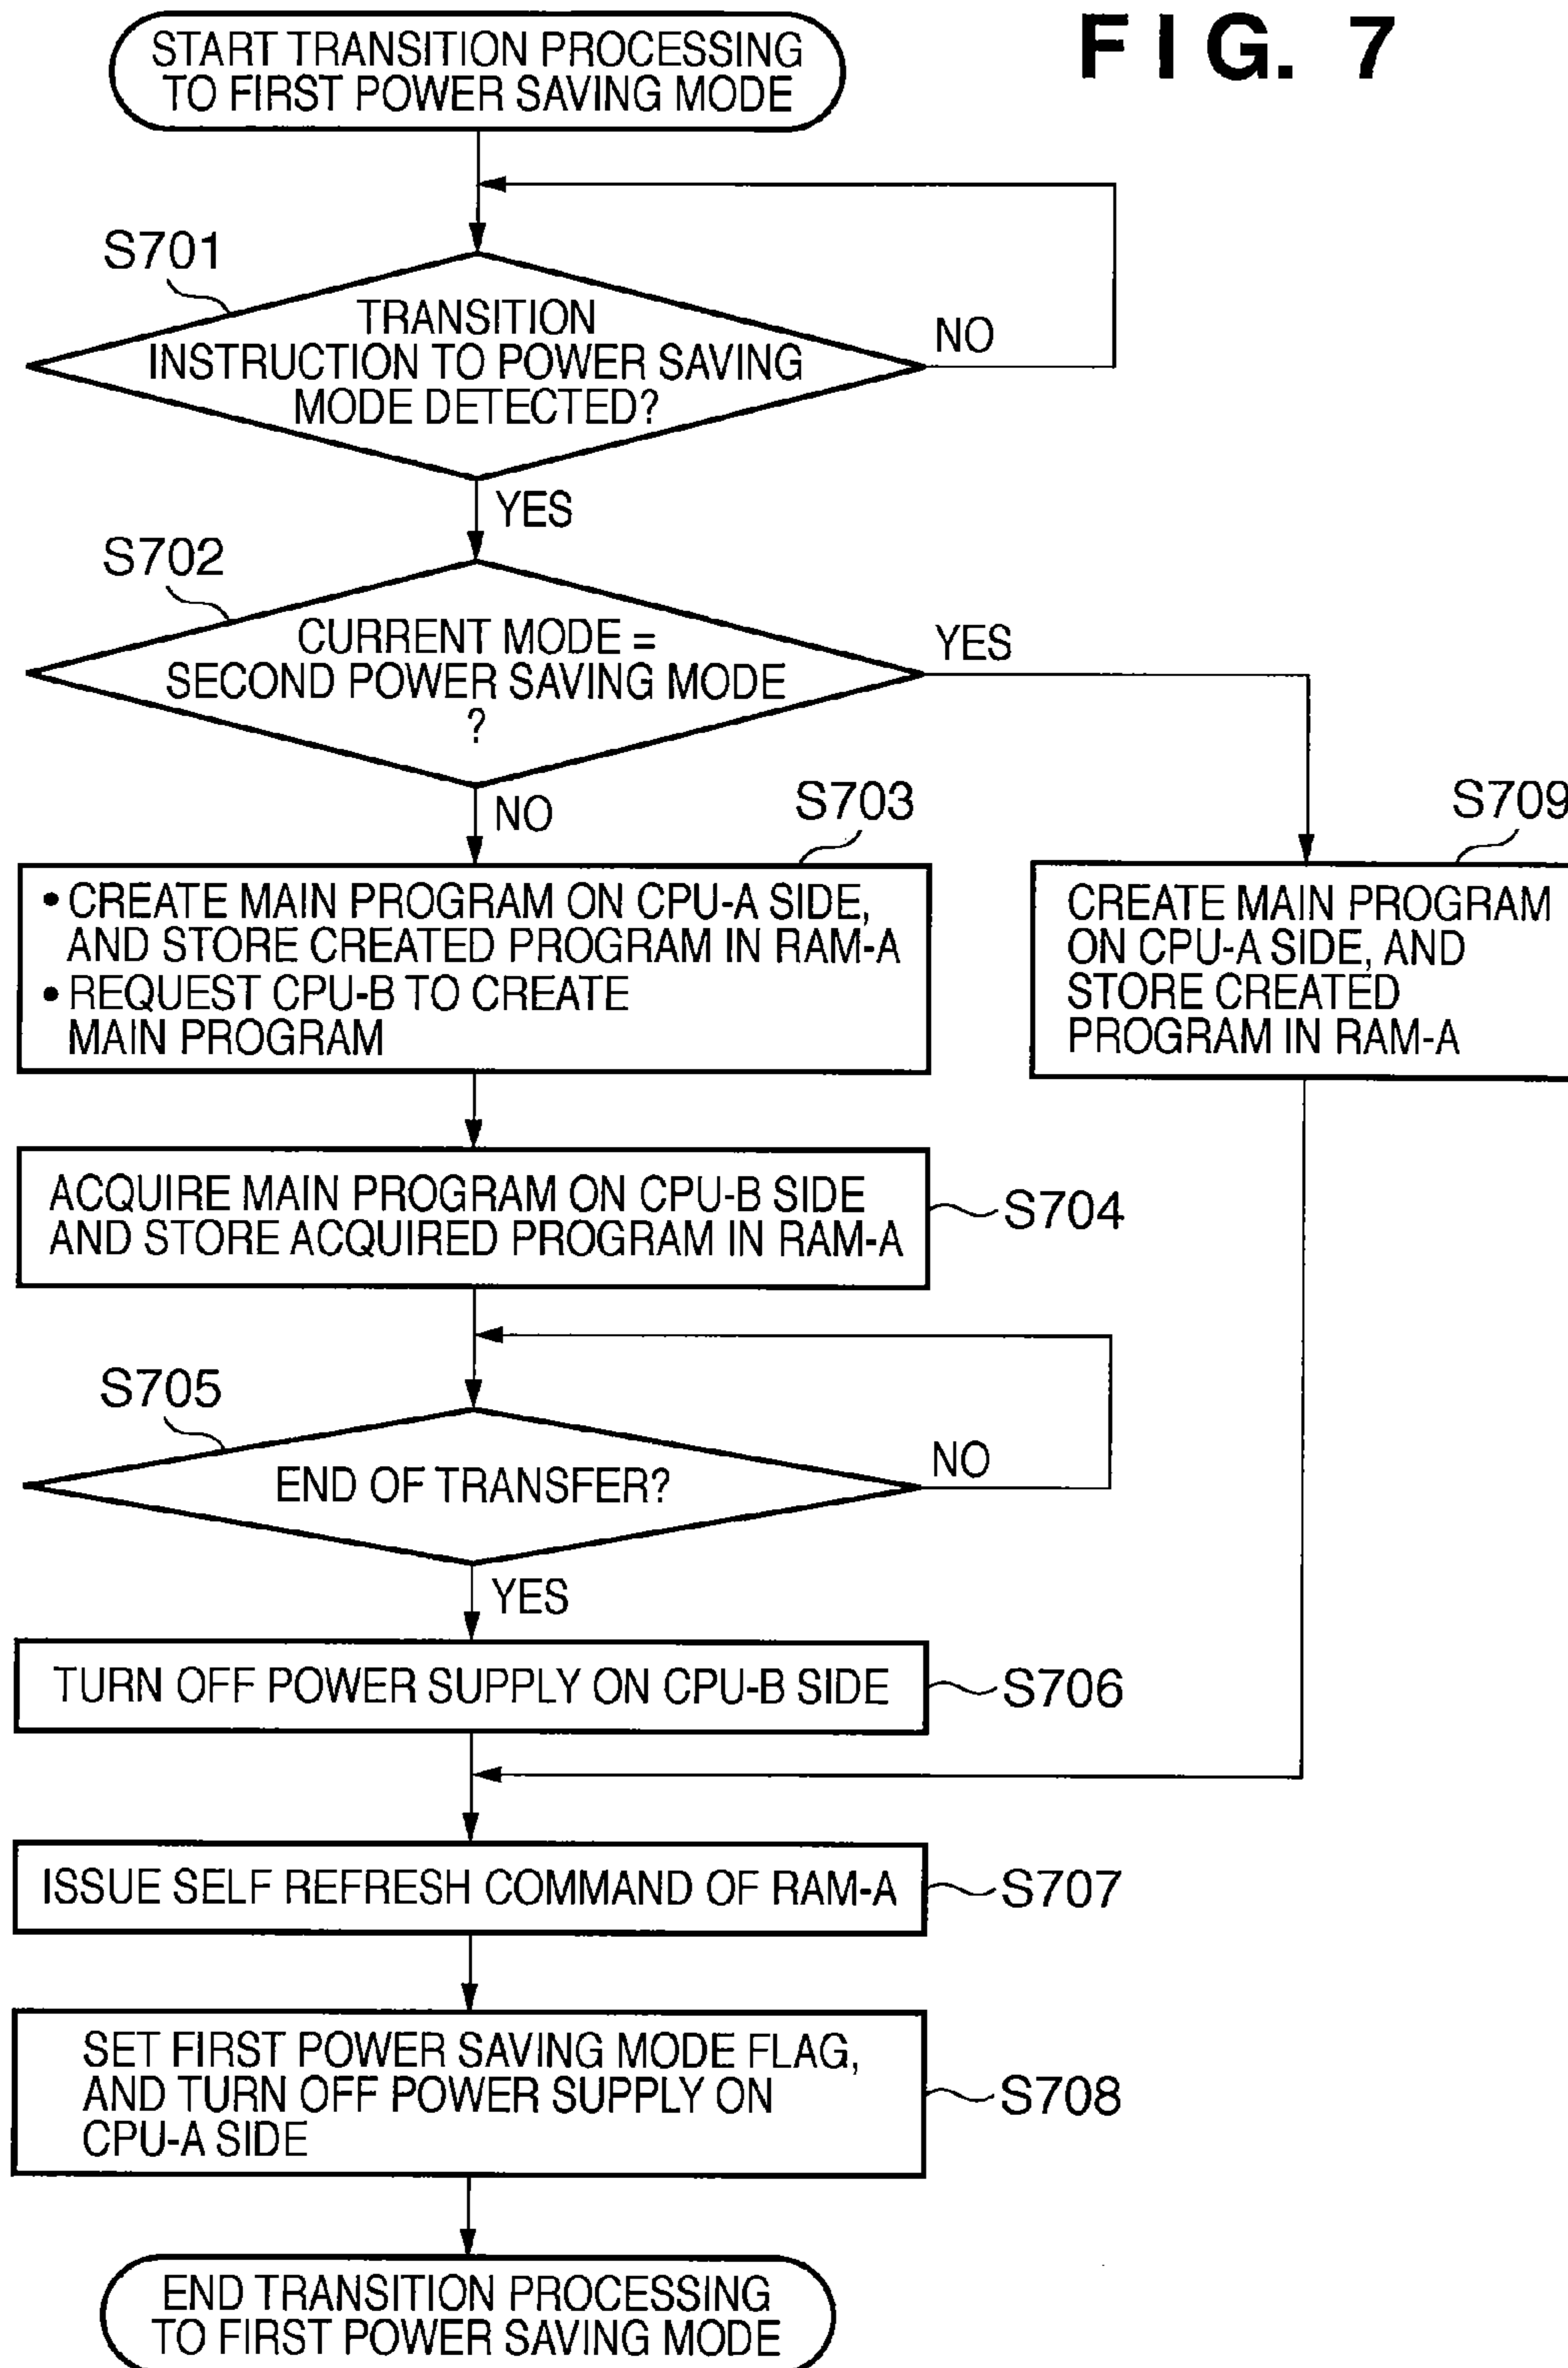 FIG. 7
START TRANSITION PROCESSING
TO FIRST POWER SAVING MODE
S701
TRANSITION
INSTRUCTION TO POWER SAVING
MODE DETECTED?
NO
YES
S702
CURRENT MODE =
SECOND POWER SAVING MODE
?
YES
NO
S703
• CREATE MAIN PROGRAM ON CPU-A SIDE,
AND STORE CREATED PROGRAM IN RAM-A
• REQUEST CPU-B TO CREATE
MAIN PROGRAM
S709
CREATE MAIN PROGRAM
ON CPU-A SIDE, AND
STORE CREATED
PROGRAM IN RAM-A
ACQUIRE MAIN PROGRAM ON CPU-B SIDE
AND STORE ACQUIRED PROGRAM IN RAM-A
S704
S705
END OF TRANSFER?
NO
YES
TURN OFF POWER SUPPLY ON CPU-B SIDE
S706
ISSUE SELF REFRESH COMMAND OF RAM-A
S707
SET FIRST POWER SAVING MODE FLAG,
AND TURN OFF POWER SUPPLY ON
CPU-A SIDE
S708
END TRANSITION PROCESSING
TO FIRST POWER SAVING MODE